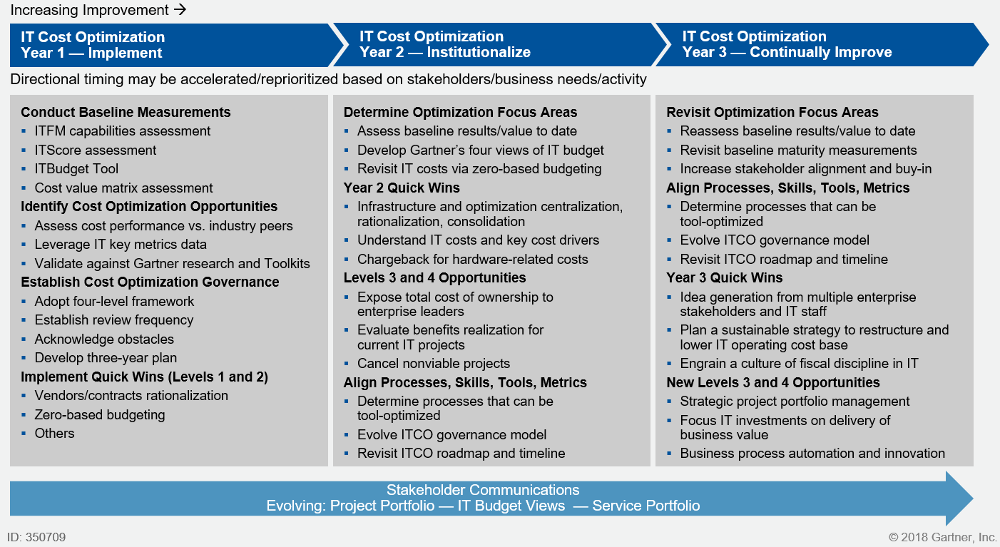 Increasing Improvement →
IT Cost Optimization
Year 1 — Implement
IT Cost Optimization
Year 2 — Institutionalize
IT Cost Optimization
Year 3 — Continually Improve
Directional timing may be accelerated/reprioritized based on stakeholders/business needs/activity
Conduct Baseline Measurements
▪ ITFM capabilities assessment
▪ ITScore assessment
▪ ITBudget Tool
▪ Cost value matrix assessment
Identify Cost Optimization Opportunities
▪ Assess cost performance vs. industry peers
▪ Leverage IT key metrics data
▪ Validate against Gartner research and Toolkits
Establish Cost Optimization Governance
▪ Adopt four-level framework
▪ Establish review frequency
▪ Acknowledge obstacles
▪ Develop three-year plan
Implement Quick Wins (Levels 1 and 2)
▪ Vendors/contracts rationalization
▪ Zero-based budgeting
▪ Others
Determine Optimization Focus Areas
▪ Assess baseline results/value to date
▪ Develop Gartner’s four views of IT budget
▪ Revisit IT costs via zero-based budgeting
Year 2 Quick Wins
▪ Infrastructure and optimization centralization,
rationalization, consolidation
▪ Understand IT costs and key cost drivers
▪ Chargeback for hardware-related costs
Levels 3 and 4 Opportunities
▪ Expose total cost of ownership to
enterprise leaders
▪ Evaluate benefits realization for
current IT projects
▪ Cancel nonviable projects
Align Processes, Skills, Tools, Metrics
▪ Determine processes that can be
tool-optimized
▪ Evolve ITCO governance model
▪ Revisit ITCO roadmap and timeline
Revisit Optimization Focus Areas
▪ Reassess baseline results/value to date
▪ Revisit baseline maturity measurements
▪ Increase stakeholder alignment and buy-in
Align Processes, Skills, Tools, Metrics
▪ Determine processes that can be
tool-optimized
▪ Evolve ITCO governance model
▪ Revisit ITCO roadmap and timeline
Year 3 Quick Wins
▪ Idea generation from multiple enterprise
stakeholders and IT staff
▪ Plan a sustainable strategy to restructure and
lower IT operating cost base
▪ Engrain a culture of fiscal discipline in IT
New Levels 3 and 4 Opportunities
▪ Strategic project portfolio management
▪ Focus IT investments on delivery of
business value
▪ Business process automation and innovation
Stakeholder Communications
Evolving: Project Portfolio — IT Budget Views — Service Portfolio
ID: 350709
© 2018 Gartner, Inc.